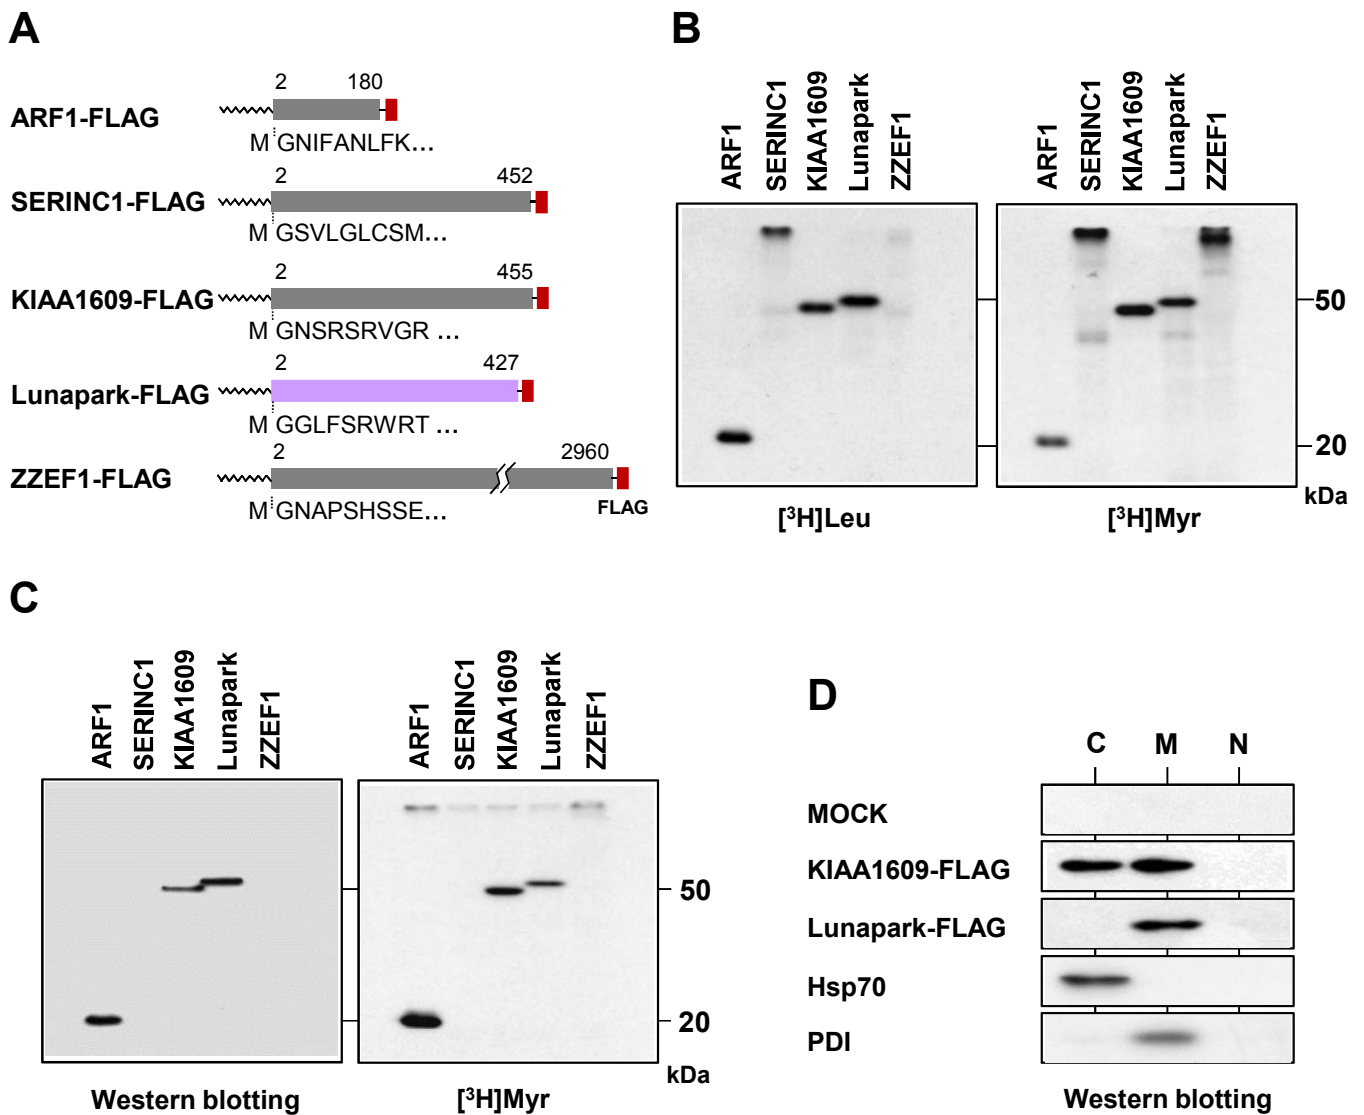 A
2 180
ARF1-FLAG
M GNIFANLFK...
2 452
SERINC1-FLAG
M GSVLGLCSM...
2 455
KIAA1609-FLAG
M GNSRSRVGR ...
2 427
Lunapark-FLAG
M GGLFSRWRT ...
2 2960
ZZEF1-FLAG
M GNAPSHSSE...
FLAG
B
ARF1 SERINC1 KIAA1609 Lunapark ZZEF1
ARF1 SERINC1 KIAA1609 Lunapark ZZEF1
50
20
kDa
[³H]Leu [³H]Myr
C
ARF1 SERINC1 KIAA1609 Lunapark ZZEF1
ARF1 SERINC1 KIAA1609 Lunapark ZZEF1
50
20
kDa
Western blotting [³H]Myr
D
C M N
MOCK
KIAA1609-FLAG
Lunapark-FLAG
Hsp70
PDI
Western blotting